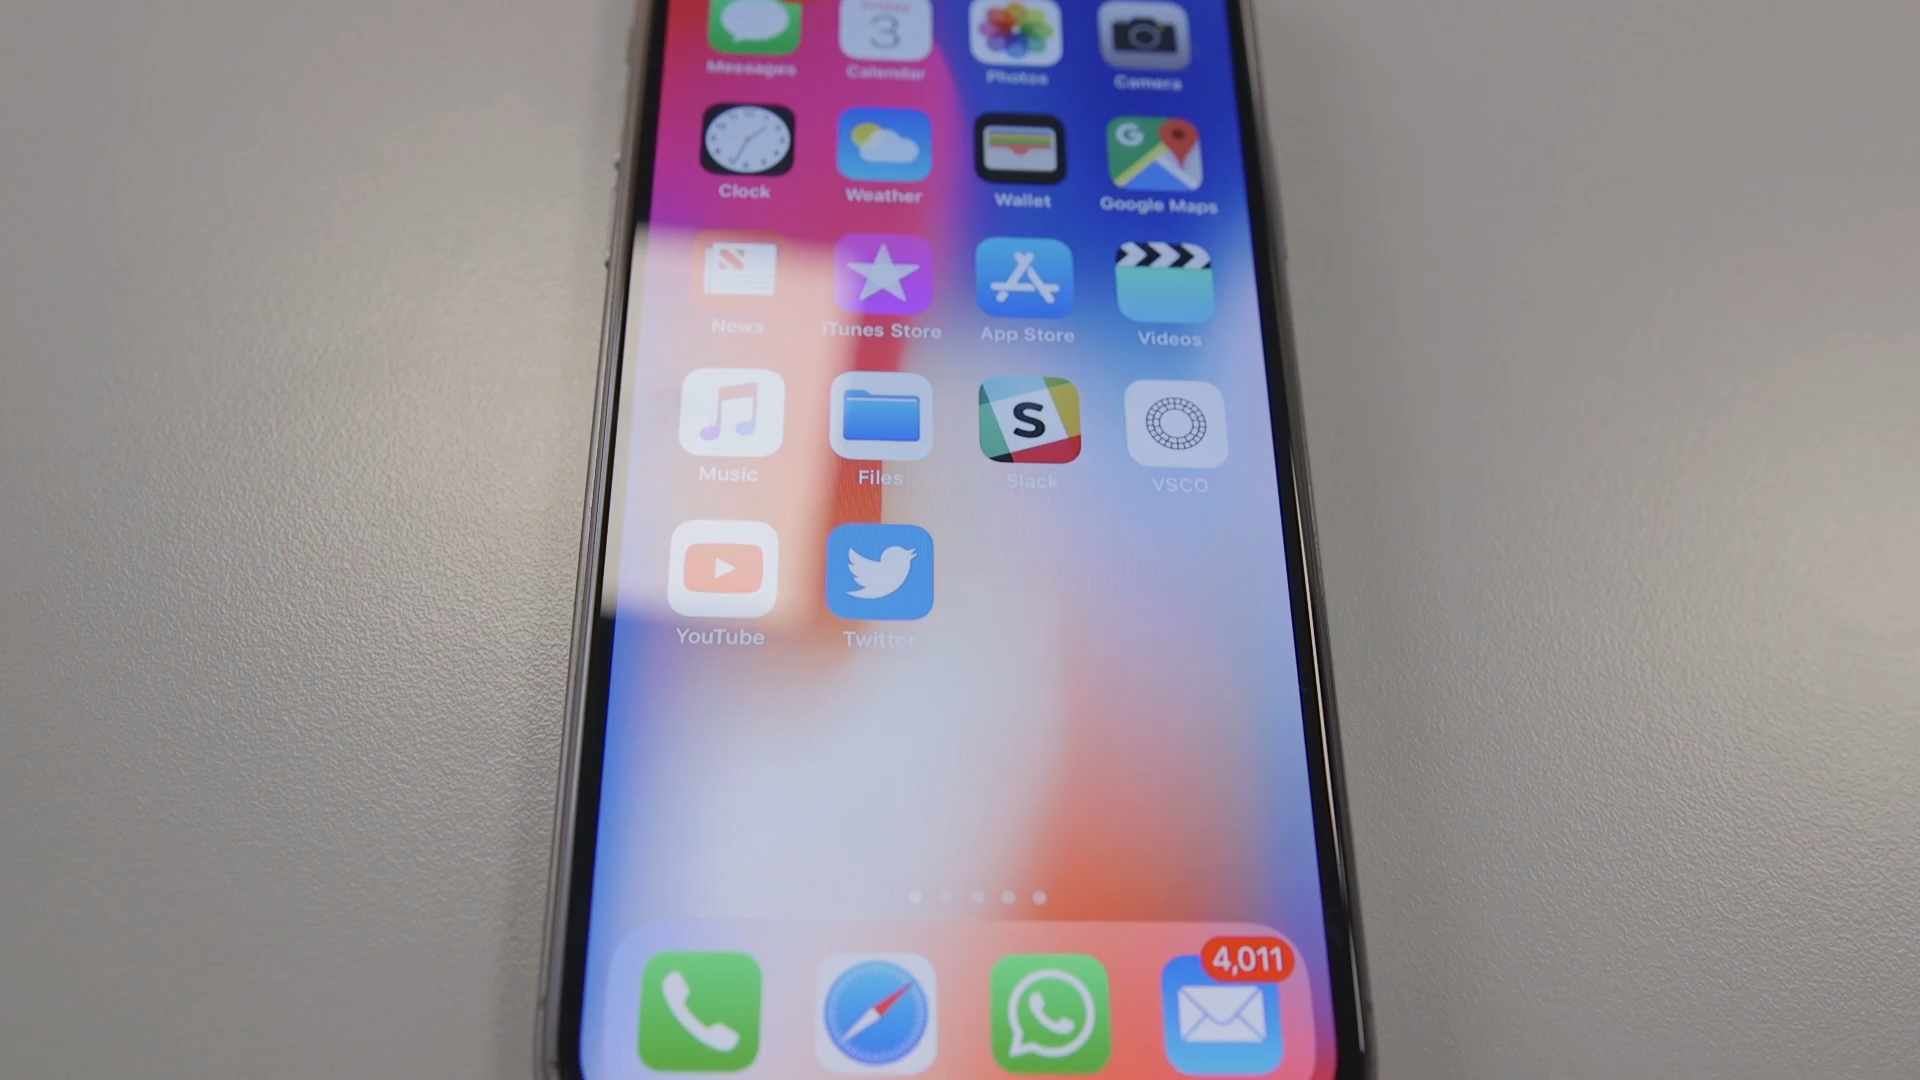 Friday
3
Messages Calendar Photos Camera
G
Clock Weather Wallet Google Maps
News iTunes Store App Store Videos
S
Music Files Slack VSCO
YouTube Twitter
4,011